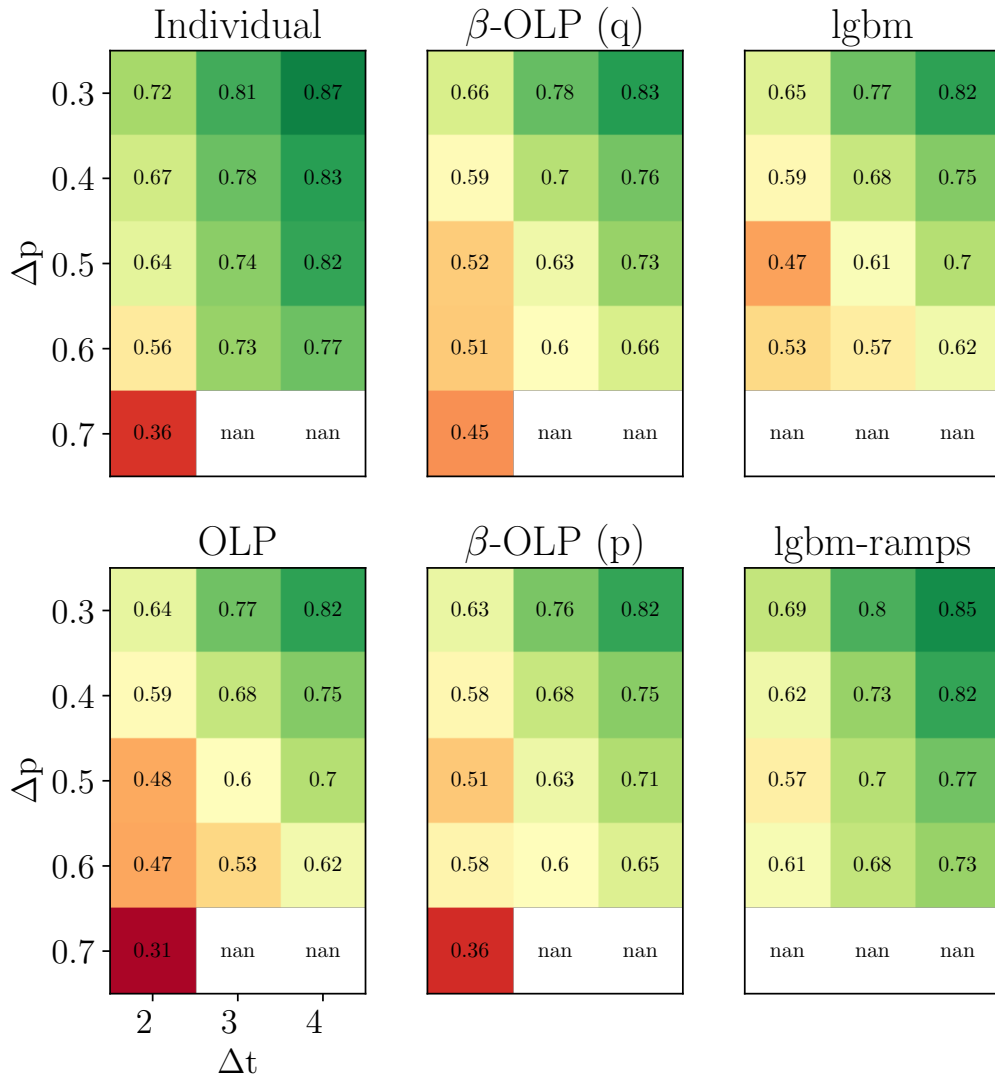 Individual β-OLP (q) lgbm
0.3 0.72 0.81 0.87 0.66 0.78 0.83 0.65 0.77 0.82
0.4 0.67 0.78 0.83 0.59 0.7 0.76 0.59 0.68 0.75
Δp
0.5 0.64 0.74 0.82 0.52 0.63 0.73 0.47 0.61 0.7
0.6 0.56 0.73 0.77 0.51 0.6 0.66 0.53 0.57 0.62
0.7 0.36 nan nan 0.45 nan nan nan nan nan
OLP β-OLP (p) lgbm-ramps
0.3 0.64 0.77 0.82 0.63 0.76 0.82 0.69 0.8 0.85
0.4 0.59 0.68 0.75 0.58 0.68 0.75 0.62 0.73 0.82
Δp
0.5 0.48 0.6 0.7 0.51 0.63 0.71 0.57 0.7 0.77
0.6 0.47 0.53 0.62 0.58 0.6 0.65 0.61 0.68 0.73
0.7 0.31 nan nan 0.36 nan nan nan nan nan
2 3 4
Δt